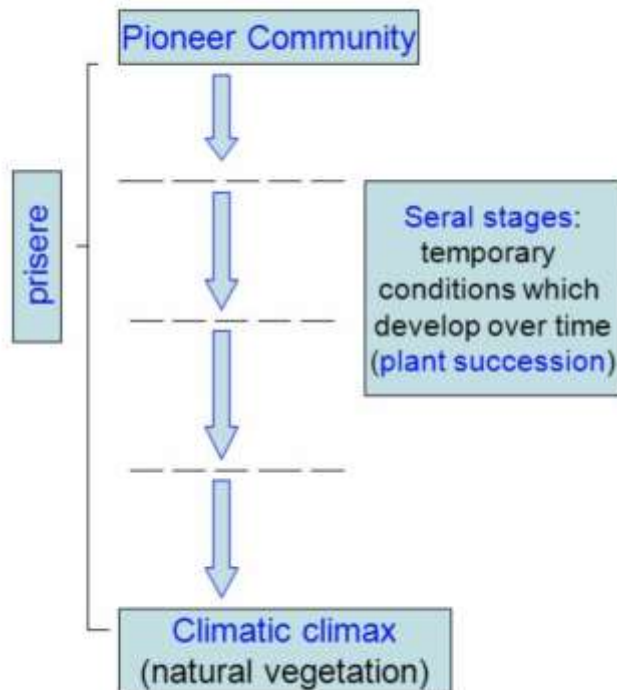 Pioneer Community
prisere
Seral stages:
temporary
conditions which
develop over time
(plant succession)
Climatic climax
(natural vegetation)